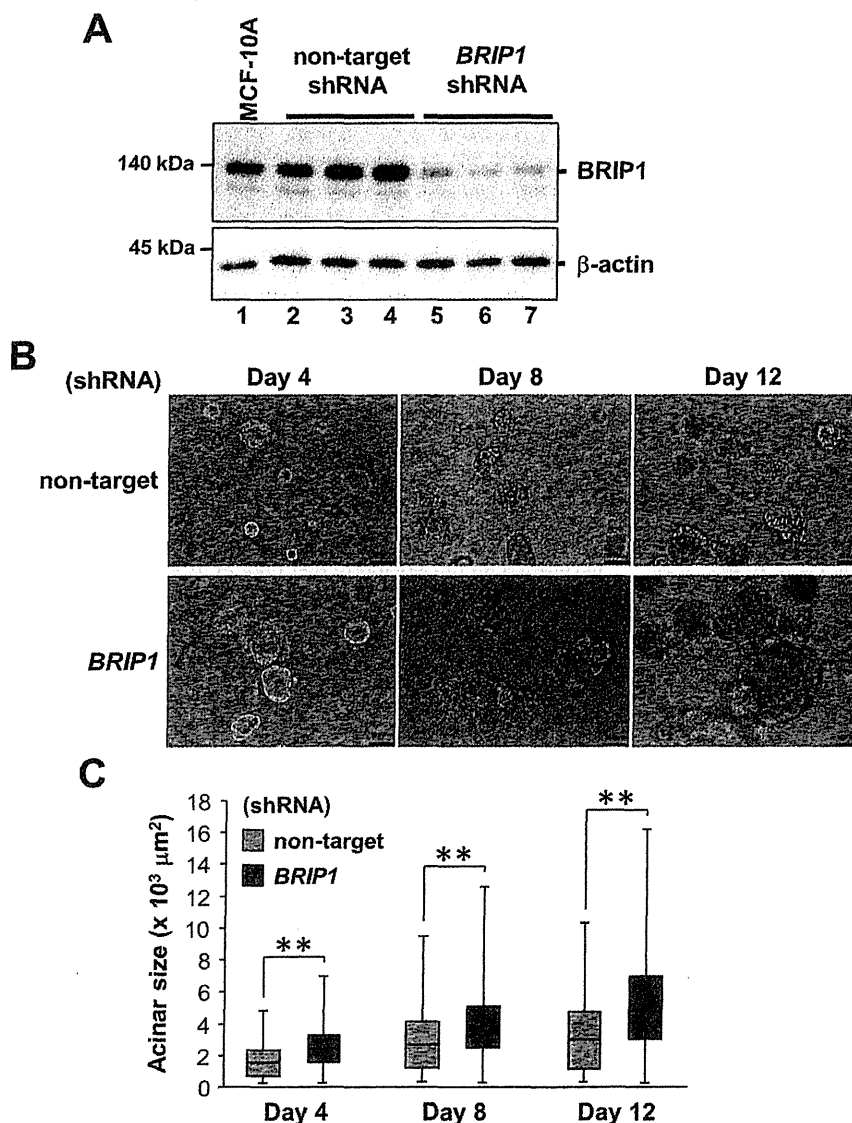 A
MCF-10A
non-target shRNA
BRIP1 shRNA
140 kDa
BRIP1
45 kDa
β-actin
1 2 3 4 5 6 7
B
(shRNA) Day 4 Day 8 Day 12
non-target
BRIP1
C
18
16
14
12
10
8
6
4
2
0
Acinar size (x 10³ μm²)
(shRNA)
non-target
BRIP1
**
**
**
Day 4 Day 8 Day 12